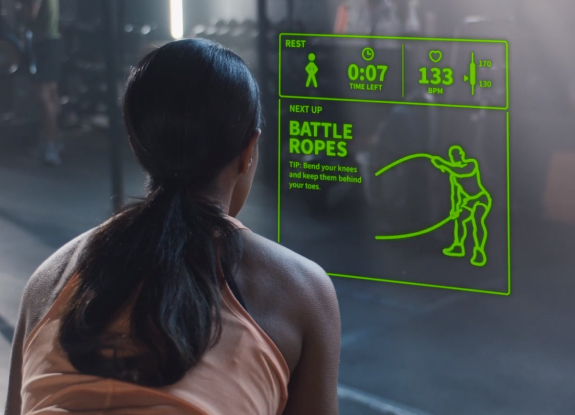 REST
0:07
TIME LEFT
133
BPM
170
130
NEXT UP
BATTLE
ROPES
TIP: Bend your knees
and keep them behind
your toes.